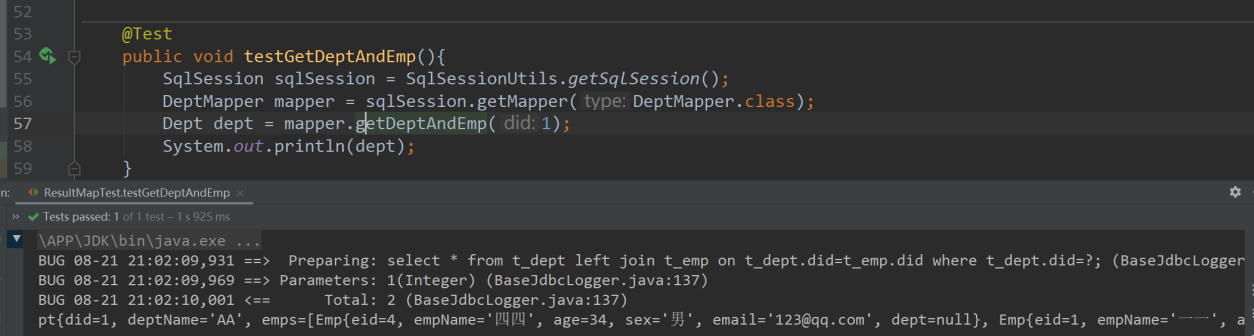 52
53 @Test
54 public void testGetDeptAndEmp(){
55 SqlSession sqlSession = SqlSessionUtils.getSqlSession();
56 DeptMapper mapper = sqlSession.getMapper( type: DeptMapper.class);
57 Dept dept = mapper.getDeptAndEmp( did: 1);
58 System.out.println(dept);
59 }
n: ResultMapTest.testGetDeptAndEmp ×
» Tests passed: 1 of 1 test – 1 s 925 ms
\APP\JDK\bin\java.exe ...
BUG 08-21 21:02:09,931 ==>  Preparing: select * from t_dept left join t_emp on t_dept.did=t_emp.did where t_dept.did=?; (BaseJdbcLogger
BUG 08-21 21:02:09,969 ==> Parameters: 1(Integer) (BaseJdbcLogger.java:137)
BUG 08-21 21:02:10,001 <==      Total: 2 (BaseJdbcLogger.java:137)
pt{did=1, deptName='AA', emps=[Emp{eid=4, empName='四四', age=34, sex='男', email='123@qq.com', dept=null}, Emp{eid=1, empName='一一', a